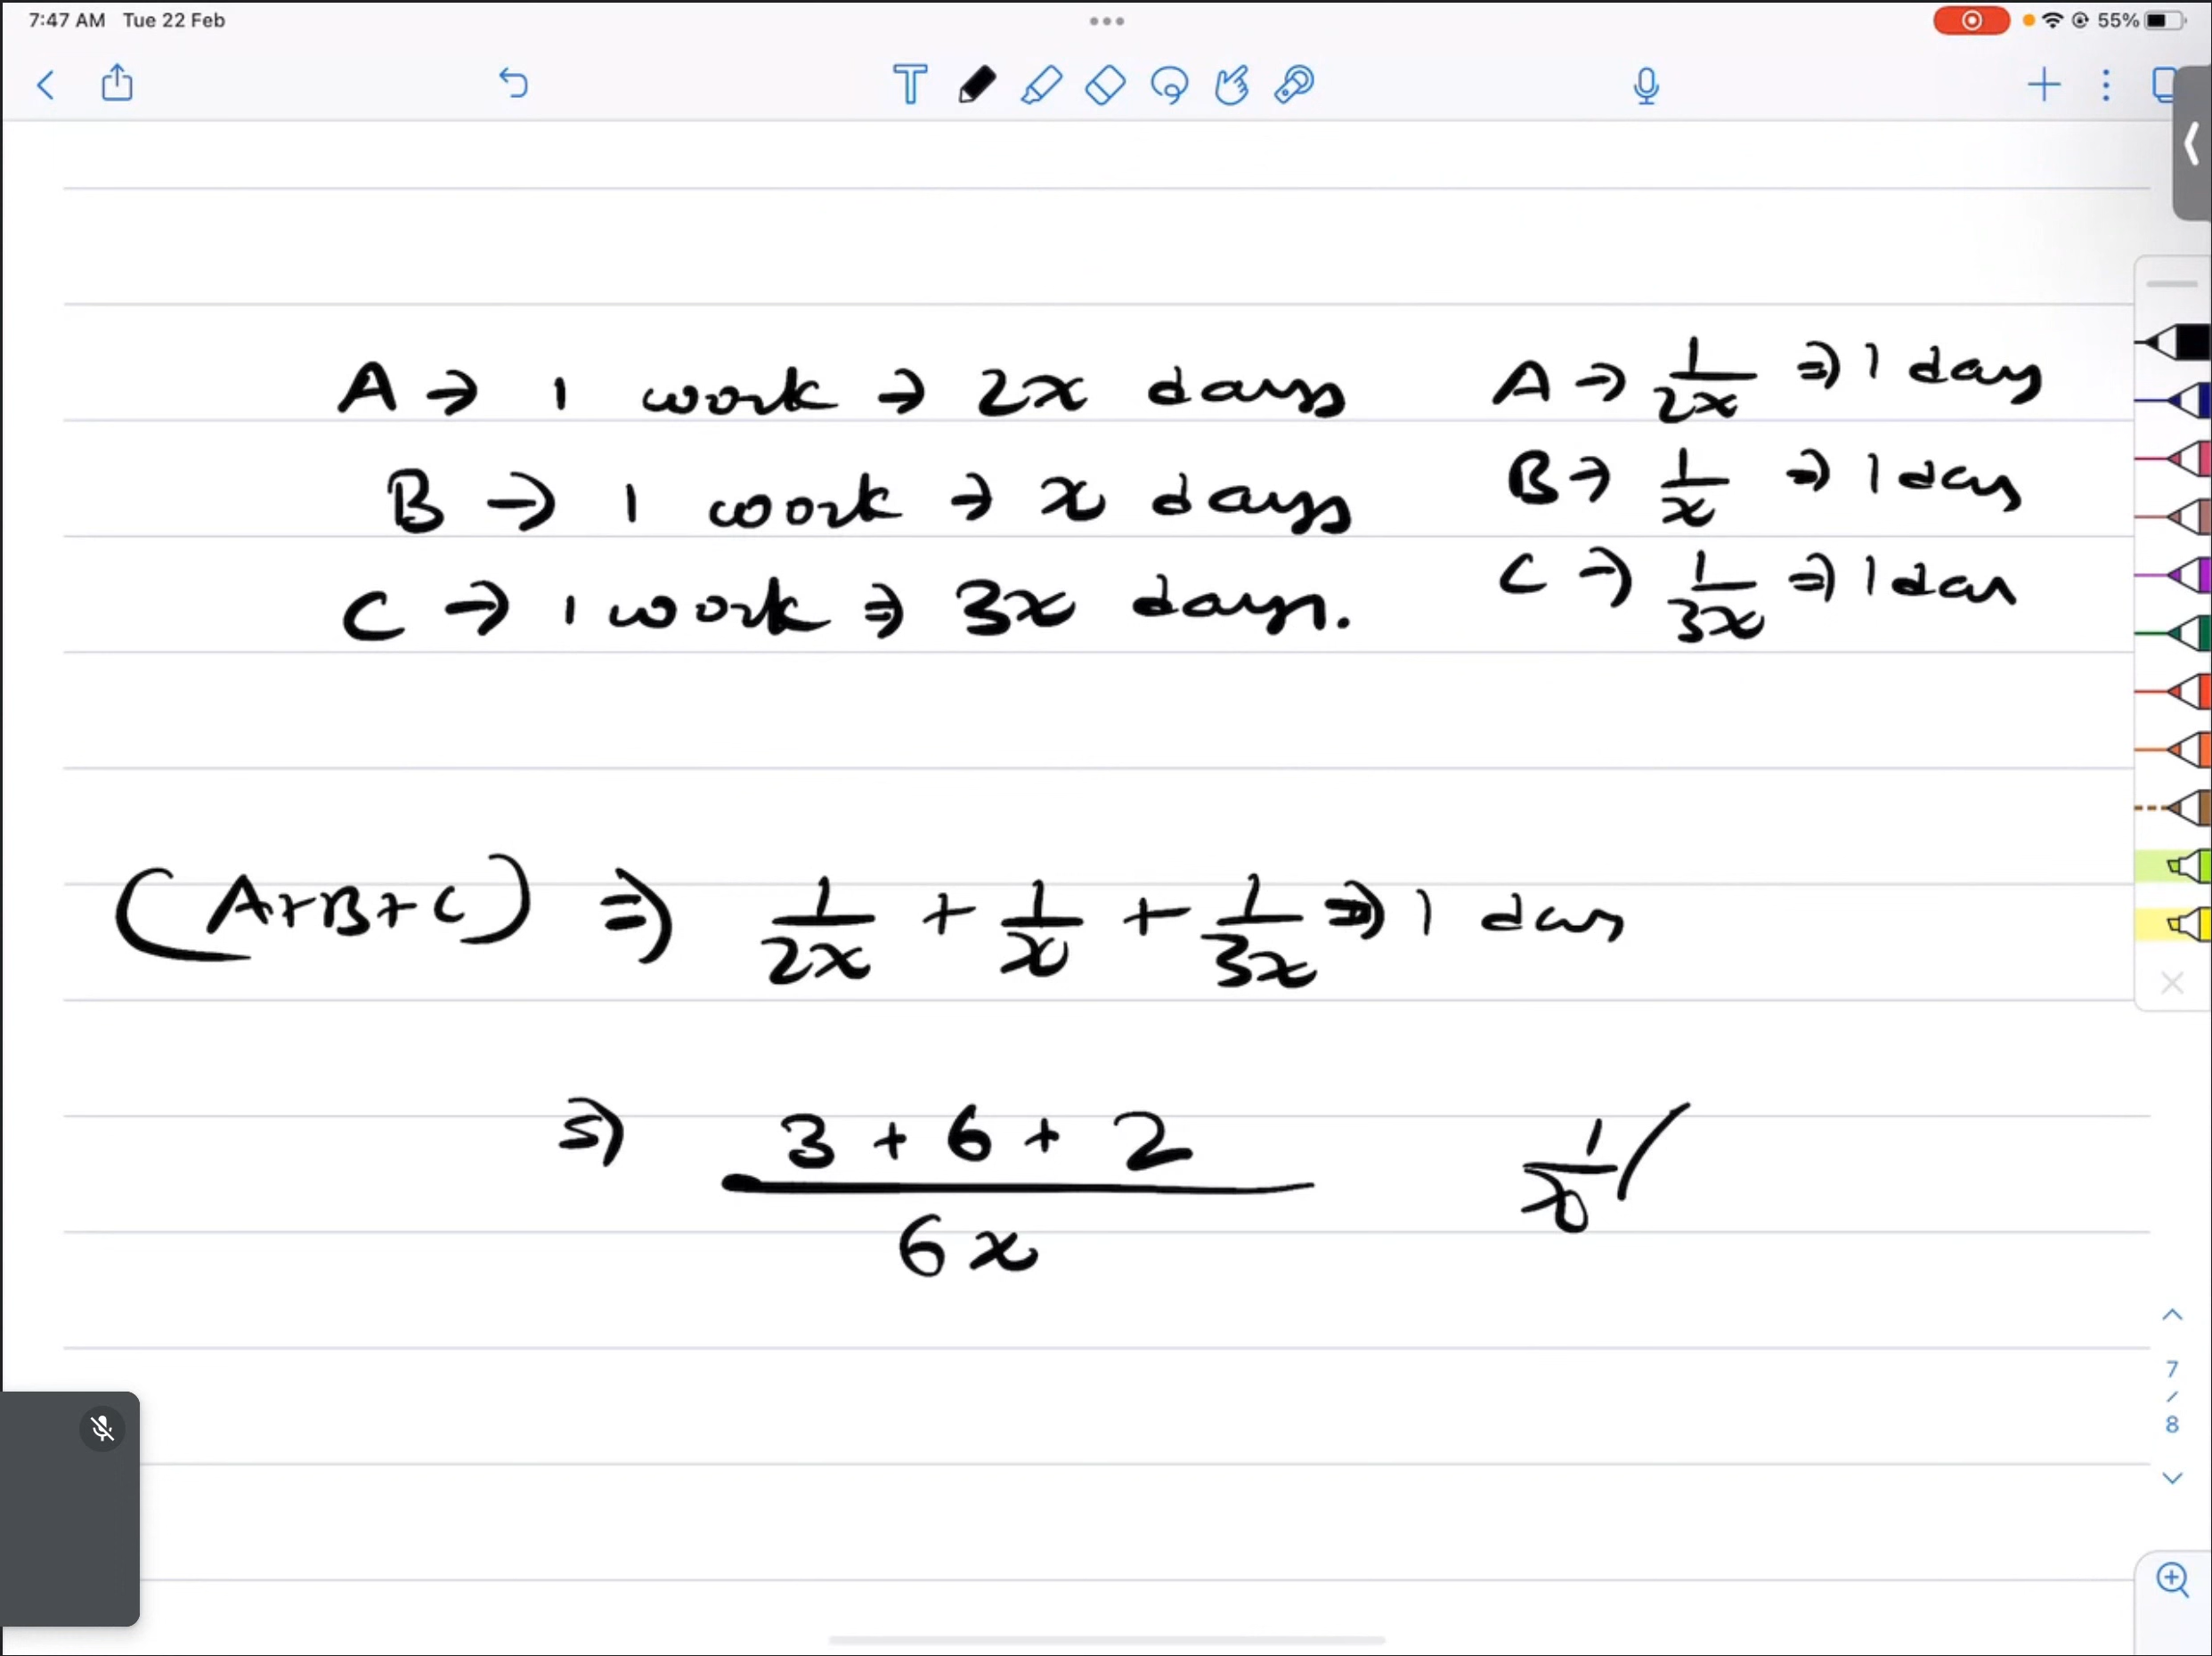 7:47 AM Tue 22 Feb
55%
T
A → 1 work ⇒ 2x days A → 1/2x ⇒ 1 day
B → 1 work ⇒ x days B → 1/x ⇒ 1 day
C → 1 work ⇒ 3x days. C → 1/3x ⇒ 1 day
(A+B+C) ⇒ 1/2x + 1/x + 1/3x ⇒ 1 day
⇒ 3 + 6 + 2 / 6x 1/x (
7
/
8